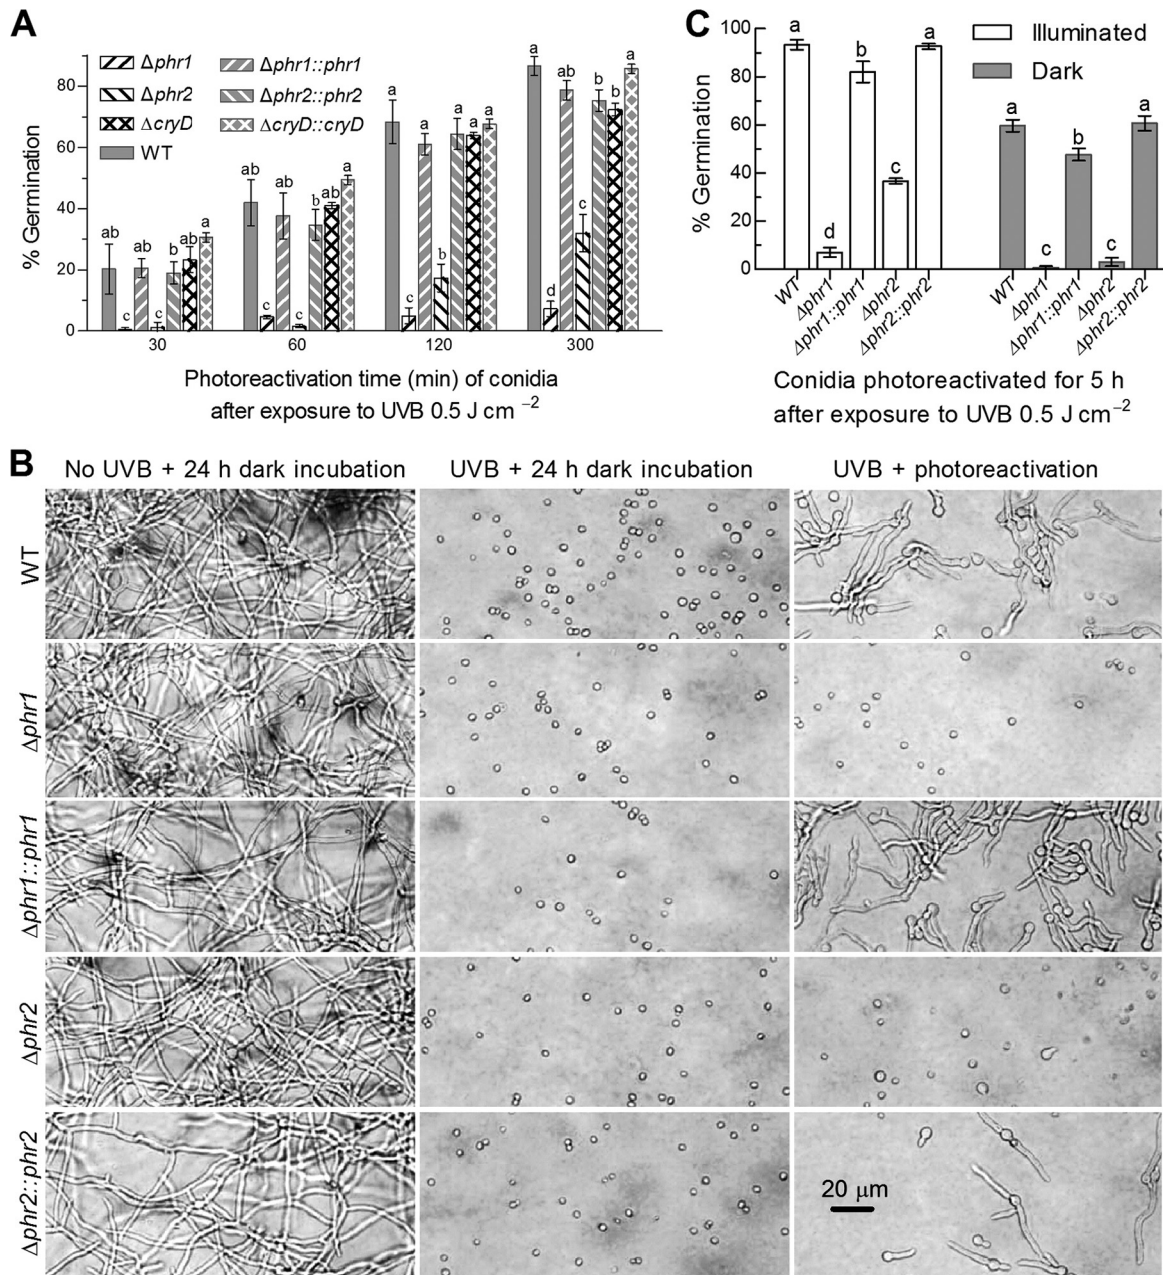 A
Δphr1
Δphr2
ΔcryD
WT
Δphr1::phr1
Δphr2::phr2
ΔcryD::cryD
% Germination
80
60
40
20
0
ab c ab c b ab a
ab c ab c b ab a
a c a b a a a
a d ab c b b a
30 60 120 300
Photoreactivation time (min) of conidia
after exposure to UVB 0.5 J cm −2
C
Illuminated
Dark
% Germination
100
80
60
40
20
0
a d b c a
a c b c a
WT Δphr1 Δphr1::phr1 Δphr2 Δphr2::phr2
WT Δphr1 Δphr1::phr1 Δphr2 Δphr2::phr2
Conidia photoreactivated for 5 h
after exposure to UVB 0.5 J cm−2
B
No UVB + 24 h dark incubation
UVB + 24 h dark incubation
UVB + photoreactivation
WT
Δphr1
Δphr1::phr1
Δphr2
Δphr2::phr2
20 μm